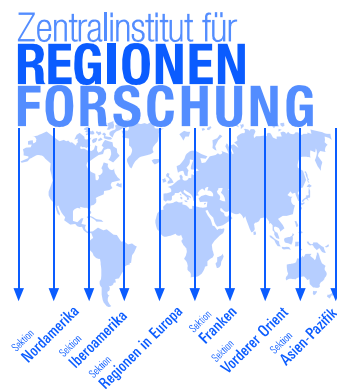 Zentralinstitut für
REGIONEN
FORSCHUNG
Sektion
Nordamerika
Sektion
Iberoamerika
Sektion
Regionen in Europa
Sektion
Franken
Sektion
Vorderer Orient
Sektion
Asien-Pazifik